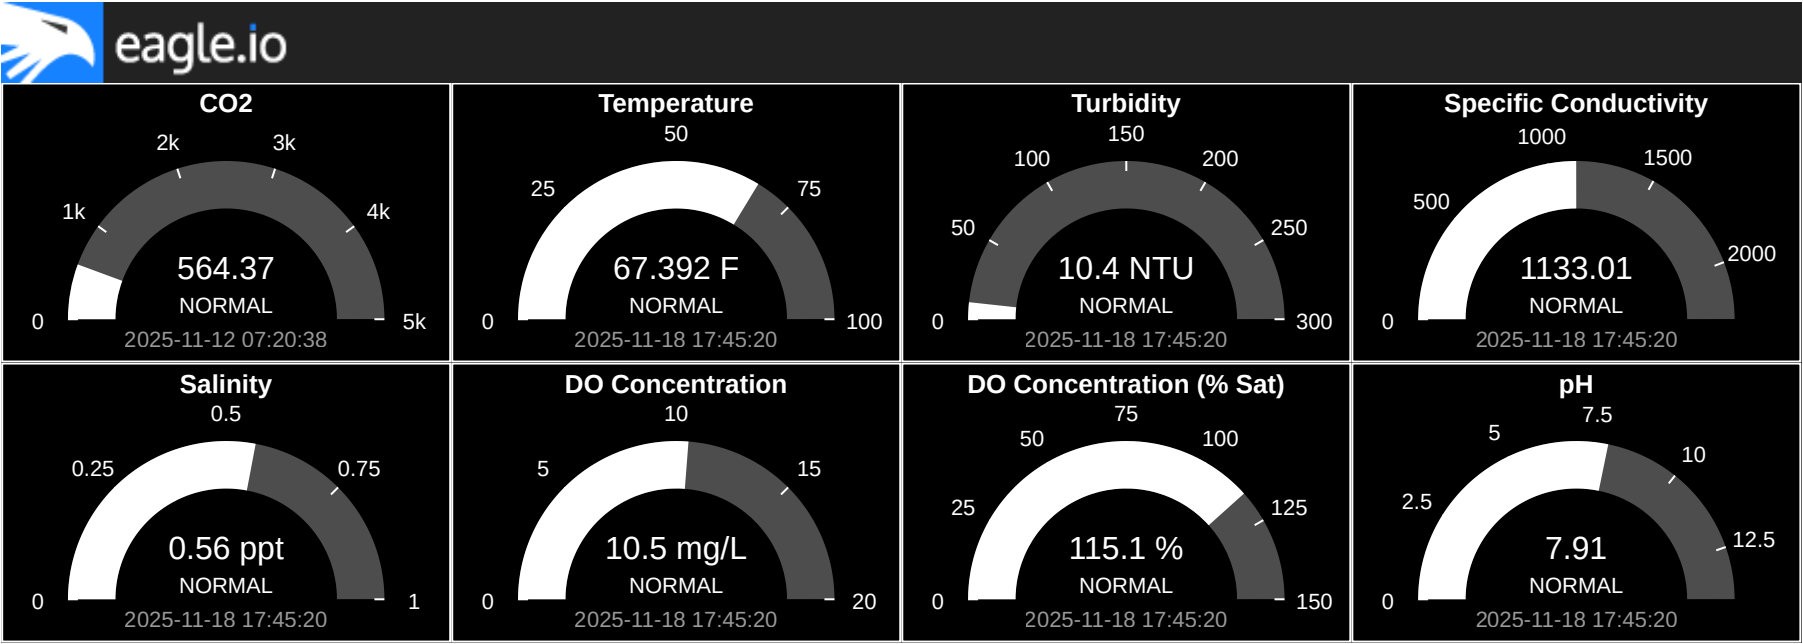 eagle.io
CO2
2k
3k
1k
4k
564.37
NORMAL
0
5k
2025-11-12 07:20:38
Temperature
50
25
75
67.392 F
NORMAL
0
100
2025-11-18 17:45:20
Turbidity
150
100
200
50
250
10.4 NTU
NORMAL
0
300
2025-11-18 17:45:20
Specific Conductivity
1000
1500
500
2000
1133.01
NORMAL
0
2025-11-18 17:45:20
Salinity
0.5
0.25
0.75
0.56 ppt
NORMAL
0
1
2025-11-18 17:45:20
DO Concentration
10
5
15
10.5 mg/L
NORMAL
0
20
2025-11-18 17:45:20
DO Concentration (% Sat)
75
50
100
25
125
115.1 %
NORMAL
0
150
2025-11-18 17:45:20
pH
7.5
5
10
2.5
12.5
7.91
NORMAL
0
2025-11-18 17:45:20